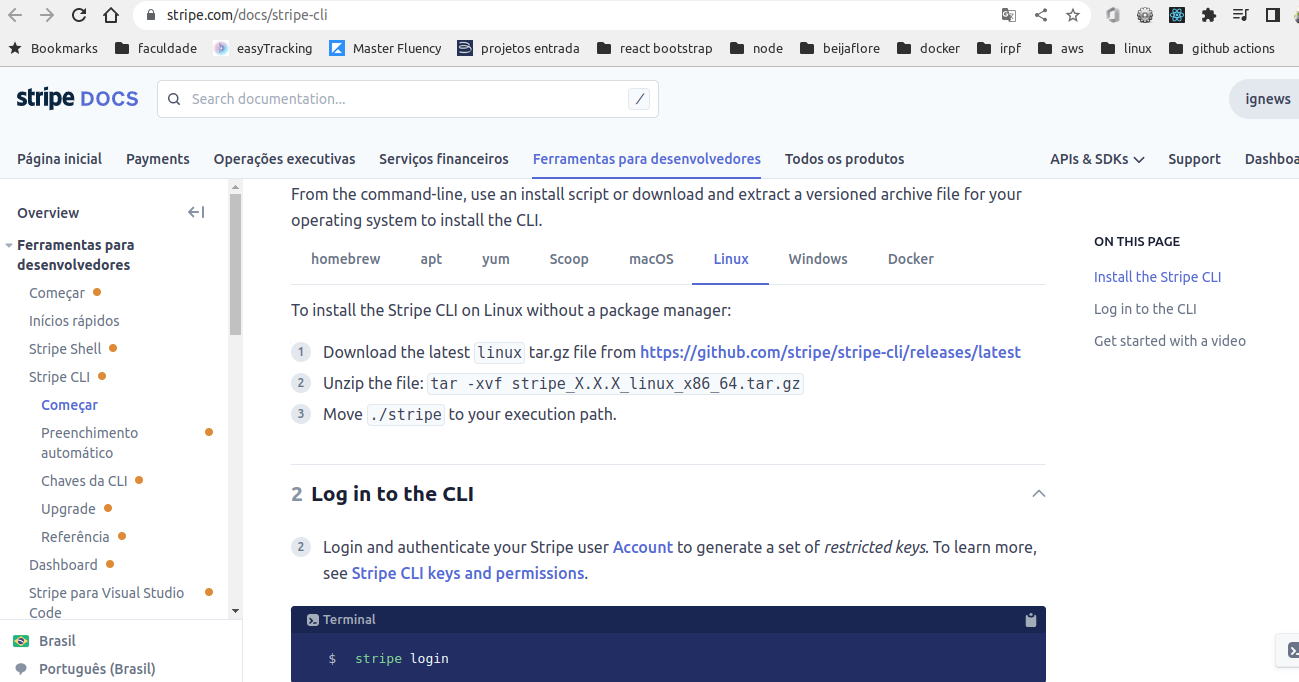 stripe.com/docs/stripe-cli
Bookmarks faculdade easyTracking Master Fluency projetos entrada react bootstrap node beijaflore docker irpf aws linux github actions
stripe DOCS Search documentation... / ignews
Página inicial Payments Operações executivas Serviços financeiros Ferramentas para desenvolvedores Todos os produtos APIs & SDKs Support Dashboa
Overview
Ferramentas para
desenvolvedores
Começar
Inícios rápidos
Stripe Shell
Stripe CLI
Começar
Preenchimento
automático
Chaves da CLI
Upgrade
Referência
Dashboard
Stripe para Visual Studio
Code
Brasil
Português (Brasil)
From the command-line, use an install script or download and extract a versioned archive file for your
operating system to install the CLI.
homebrew apt yum Scoop macOS Linux Windows Docker
To install the Stripe CLI on Linux without a package manager:
1 Download the latest linux tar.gz file from https://github.com/stripe/stripe-cli/releases/latest
2 Unzip the file: tar -xvf stripe_X.X.X_linux_x86_64.tar.gz
3 Move ./stripe to your execution path.
2 Log in to the CLI
2 Login and authenticate your Stripe user Account to generate a set of restricted keys. To learn more,
see Stripe CLI keys and permissions.
Terminal
$ stripe login
ON THIS PAGE
Install the Stripe CLI
Log in to the CLI
Get started with a video